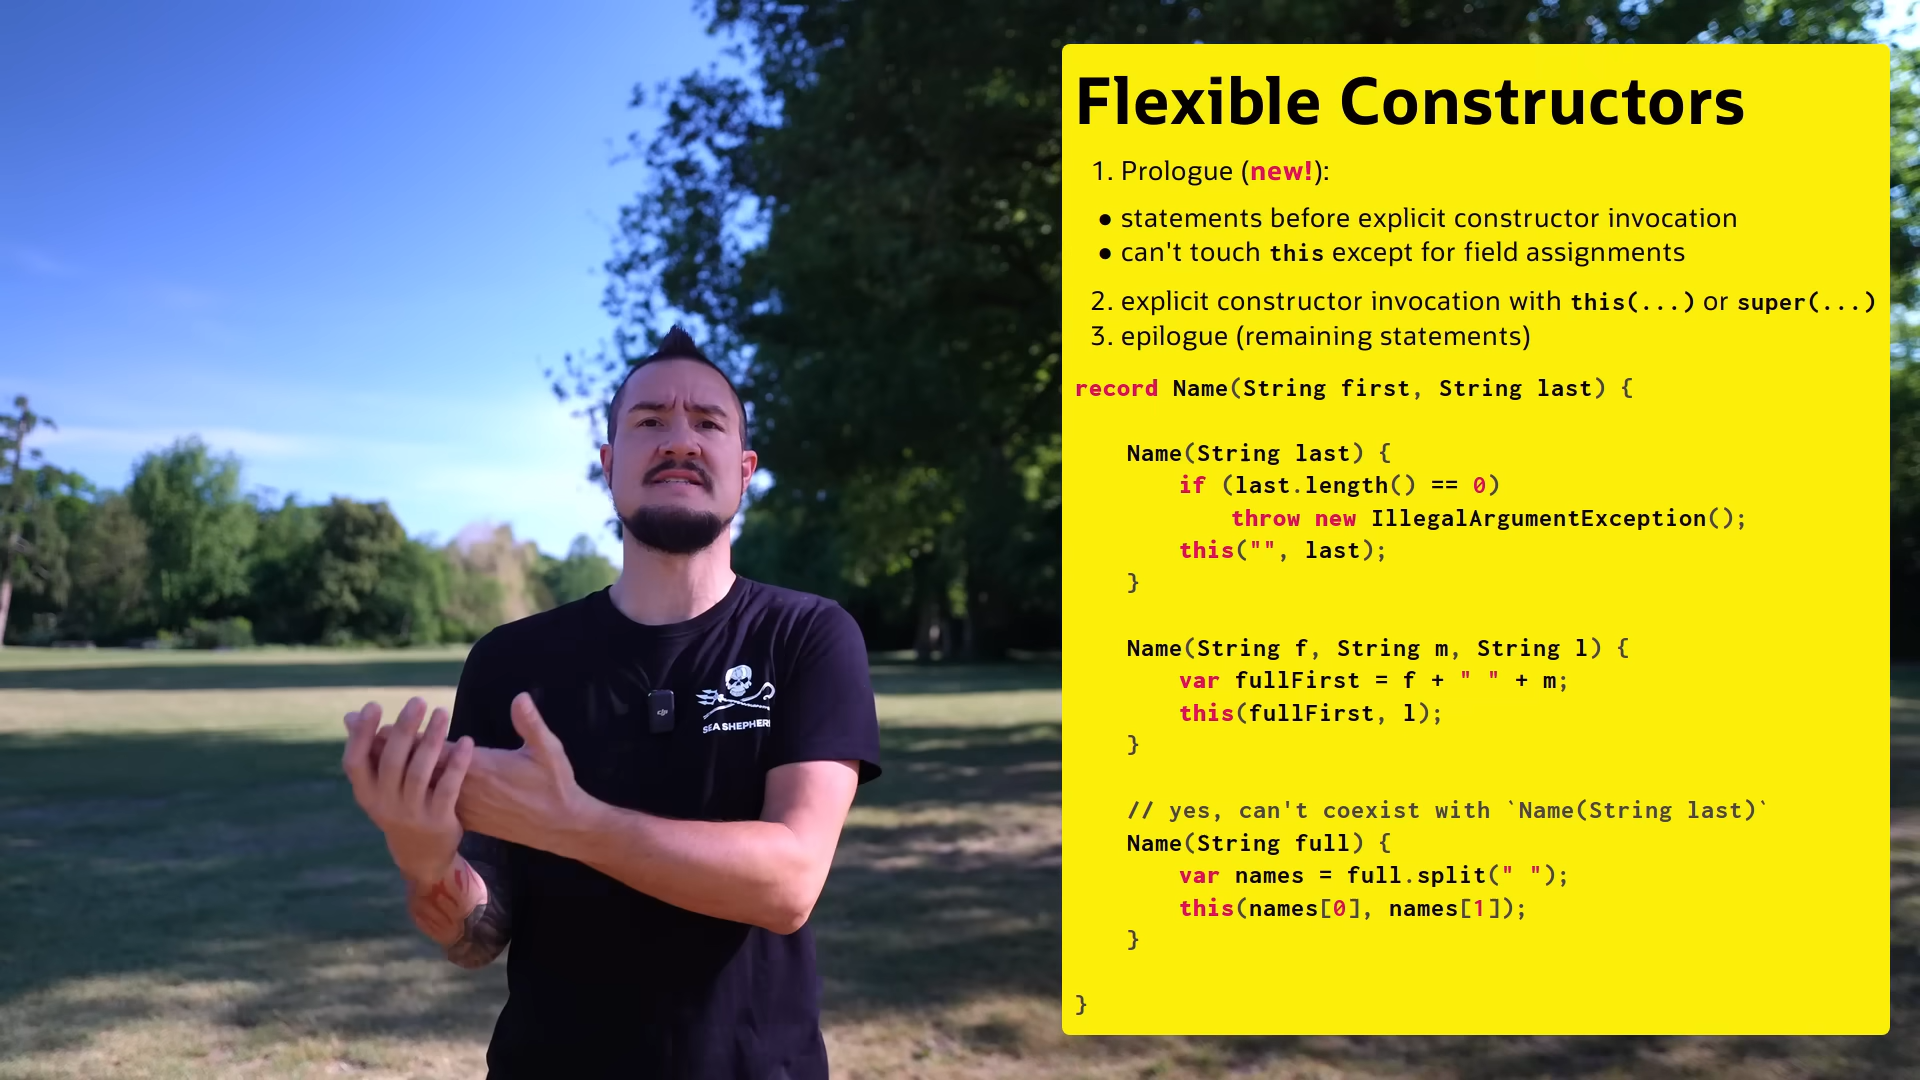 Flexible Constructors
1. Prologue (new!):
• statements before explicit constructor invocation
• can't touch this except for field assignments
2. explicit constructor invocation with this(...) or super(...)
3. epilogue (remaining statements)
record Name(String first, String last) {
Name(String last) {
if (last.length() == 0)
throw new IllegalArgumentException();
this("", last);
}
Name(String f, String m, String l) {
var fullFirst = f + " " + m;
this(fullFirst, l);
}
// yes, can't coexist with `Name(String last)`
Name(String full) {
var names = full.split(" ");
this(names[0], names[1]);
}
}
dji
SEA SHEPHERD